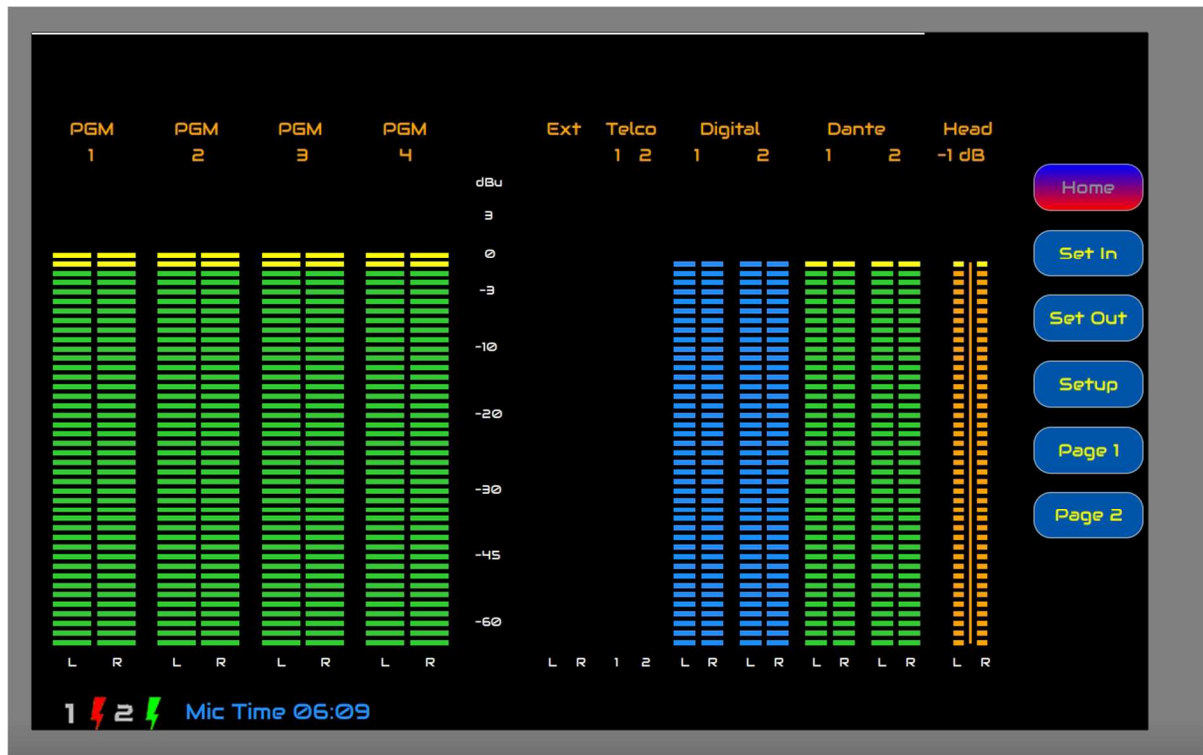 PGM PGM PGM PGM Ext Telco Digital Dante Head
1 2 3 4 1 2 1 2 1 2 -1 dB
dBu
3
0
-3
-10
-20
-30
-45
-60
L R L R L R L R L R 1 2 L R L R L R L R L R
Home
Set In
Set Out
Setup
Page 1
Page 2
1 2 Mic Time 06:09